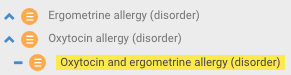 Ergometrine allergy (disorder)
Oxytocin allergy (disorder)
Oxytocin and ergometrine allergy (disorder)